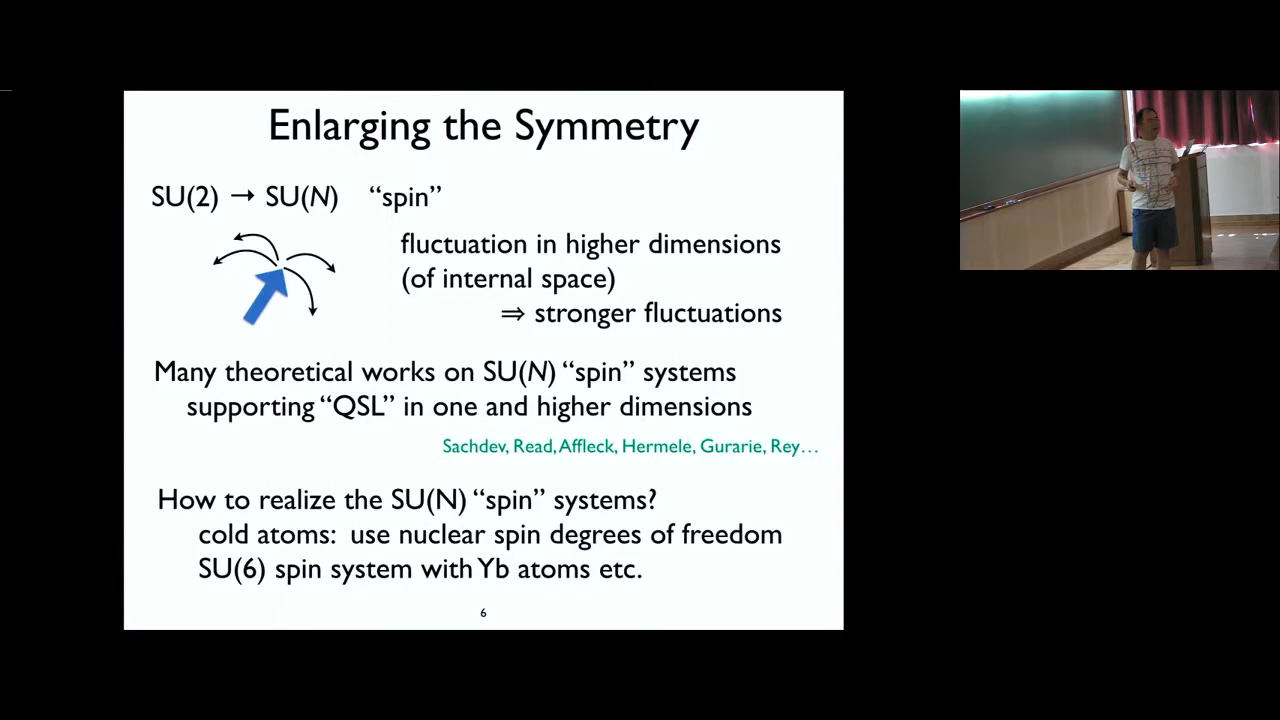 Enlarging the Symmetry
SU(2) → SU(N) “spin”
fluctuation in higher dimensions
(of internal space)
⇒ stronger fluctuations
Many theoretical works on SU(N) “spin” systems
supporting “QSL” in one and higher dimensions
Sachdev, Read, Affleck, Hermele, Gurarie, Rey…
How to realize the SU(N) “spin” systems?
cold atoms: use nuclear spin degrees of freedom
SU(6) spin system with Yb atoms etc.
6